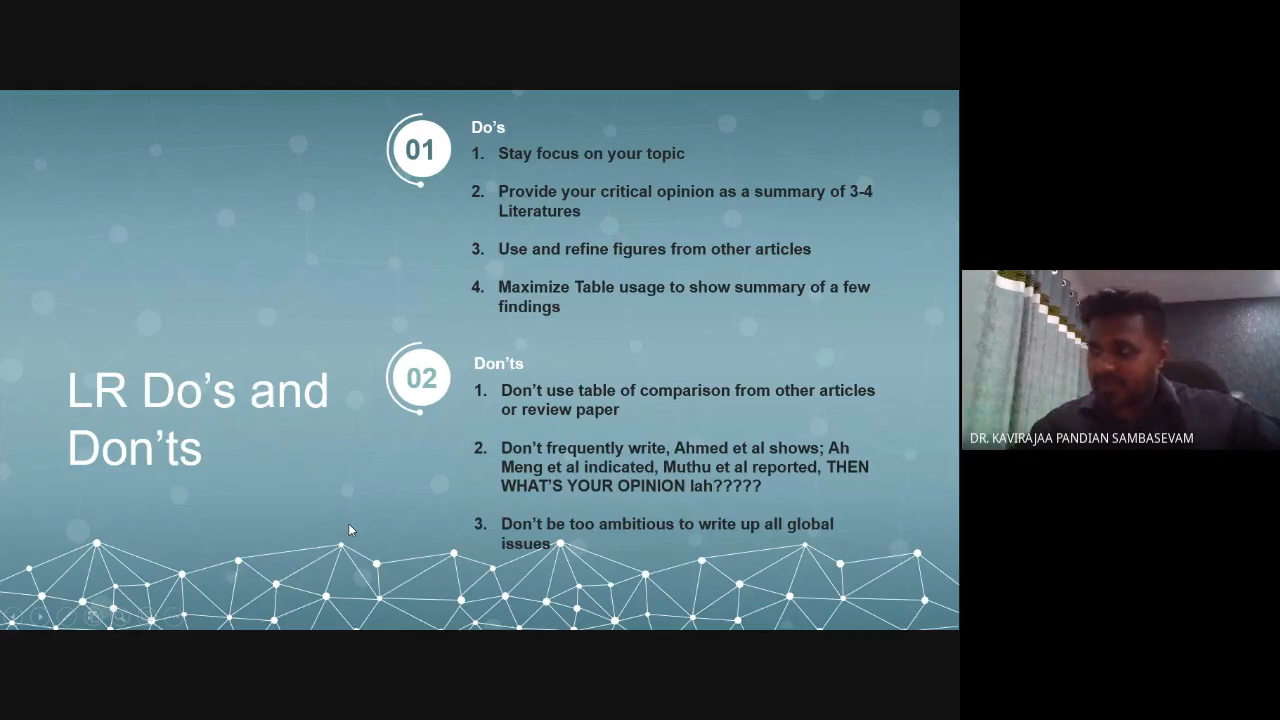 01
Do's
1. Stay focus on your topic
2. Provide your critical opinion as a summary of 3-4
Literatures
3. Use and refine figures from other articles
4. Maximize Table usage to show summary of a few
findings
LR Do's and
Don'ts
02
Don'ts
1. Don't use table of comparison from other articles
or review paper
2. Don't frequently write, Ahmed et al shows; Ah
Meng et al indicated, Muthu et al reported, THEN
WHAT'S YOUR OPINION lah?????
3. Don't be too ambitious to write up all global
issues
DR. KAVIRAJAA PANDIAN SAMBASEVAM